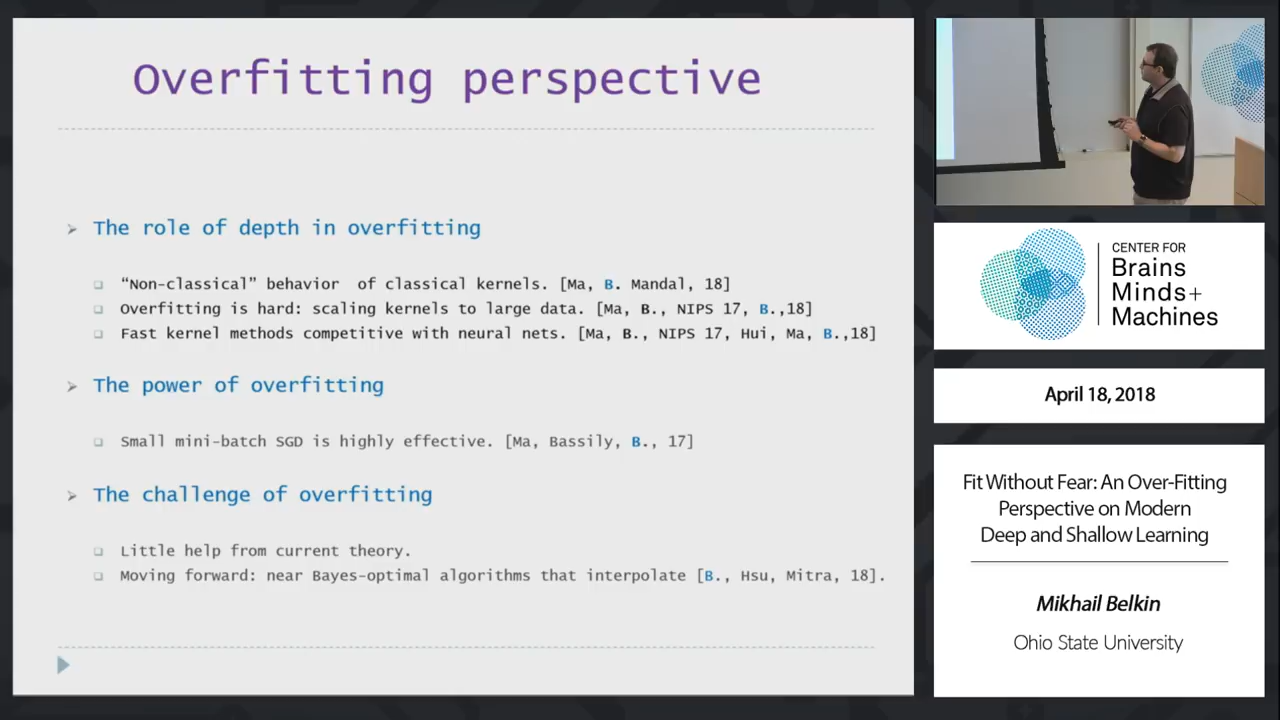 Overfitting perspective
The role of depth in overfitting
“Non-classical” behavior of classical kernels. [Ma, B. Mandal, 18]
Overfitting is hard: scaling kernels to large data. [Ma, B., NIPS 17, B.,18]
Fast kernel methods competitive with neural nets. [Ma, B., NIPS 17, Hui, Ma, B.,18]
The power of overfitting
Small mini-batch SGD is highly effective. [Ma, Bassily, B., 17]
The challenge of overfitting
Little help from current theory.
Moving forward: near Bayes-optimal algorithms that interpolate [B., Hsu, Mitra, 18].
CENTER FOR
Brains
Minds+
Machines
April 18, 2018
Fit Without Fear: An Over-Fitting
Perspective on Modern
Deep and Shallow Learning
Mikhail Belkin
Ohio State University